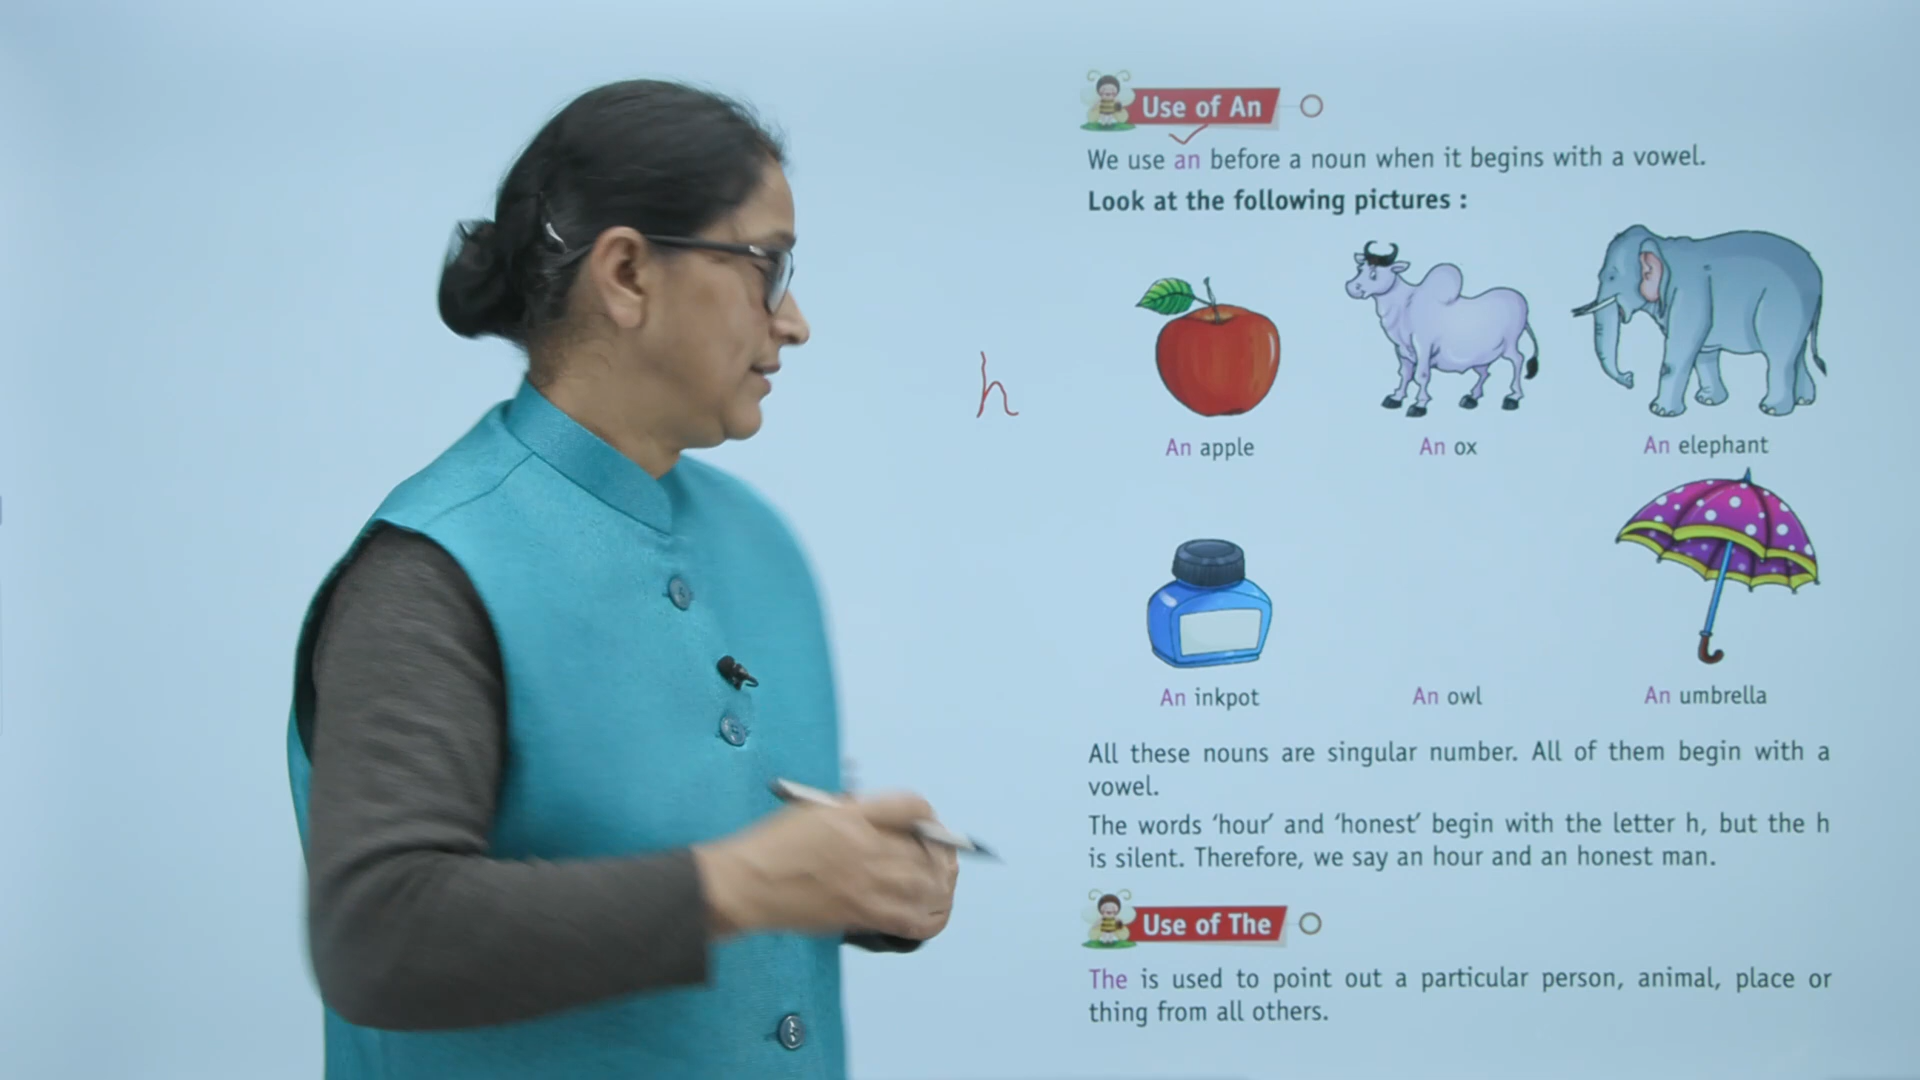 Use of An
We use an before a noun when it begins with a vowel.
Look at the following pictures :
h
An apple
An ox
An elephant
An inkpot
An owl
An umbrella
All these nouns are singular number. All of them begin with a
vowel.
The words ‘hour’ and ‘honest’ begin with the letter h, but the h
is silent. Therefore, we say an hour and an honest man.
Use of The
The is used to point out a particular person, animal, place or
thing from all others.